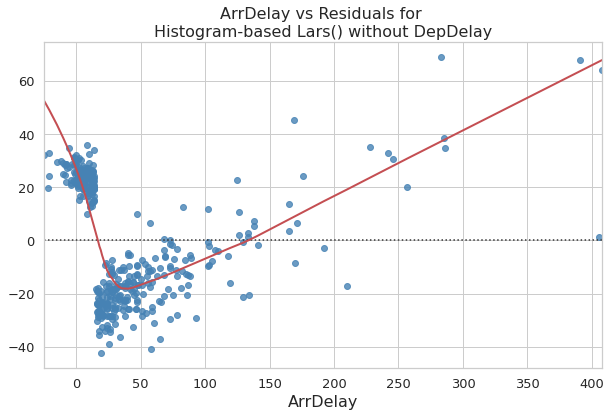 ArrDelay vs Residuals for
Histogram-based Lars() without DepDelay
60
40
20
0
−20
−40
0 50 100 150 200 250 300 350 400
ArrDelay